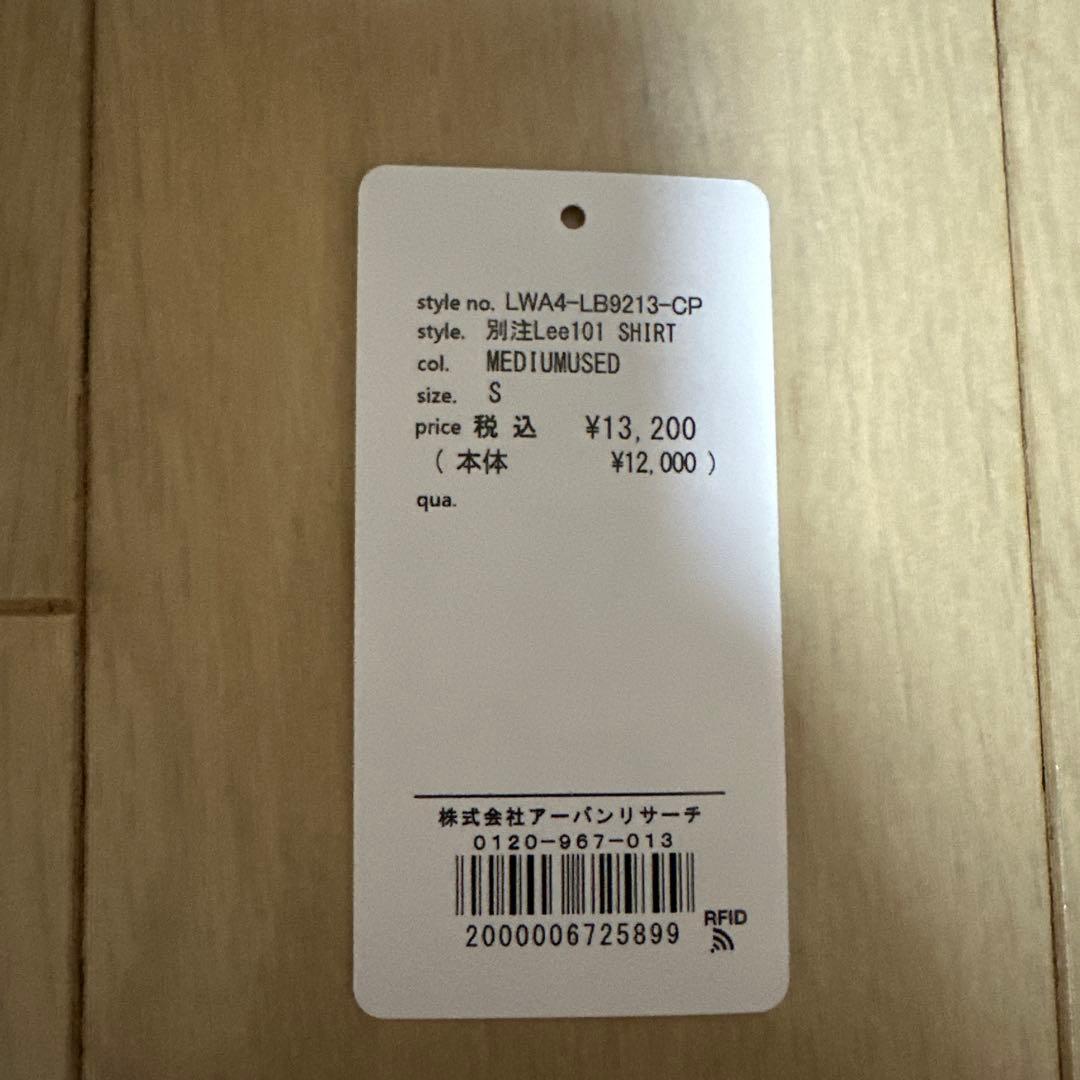 style no. LWA4-LB9213-CP
style. 別注Lee101 SHIRT
col. MEDIUMUSED
size. S
price 税込 ¥13,200
(本体 ¥12,000)
qua.
株式会社アーバンリサーチ
0120-967-013
2000006725899
RFID